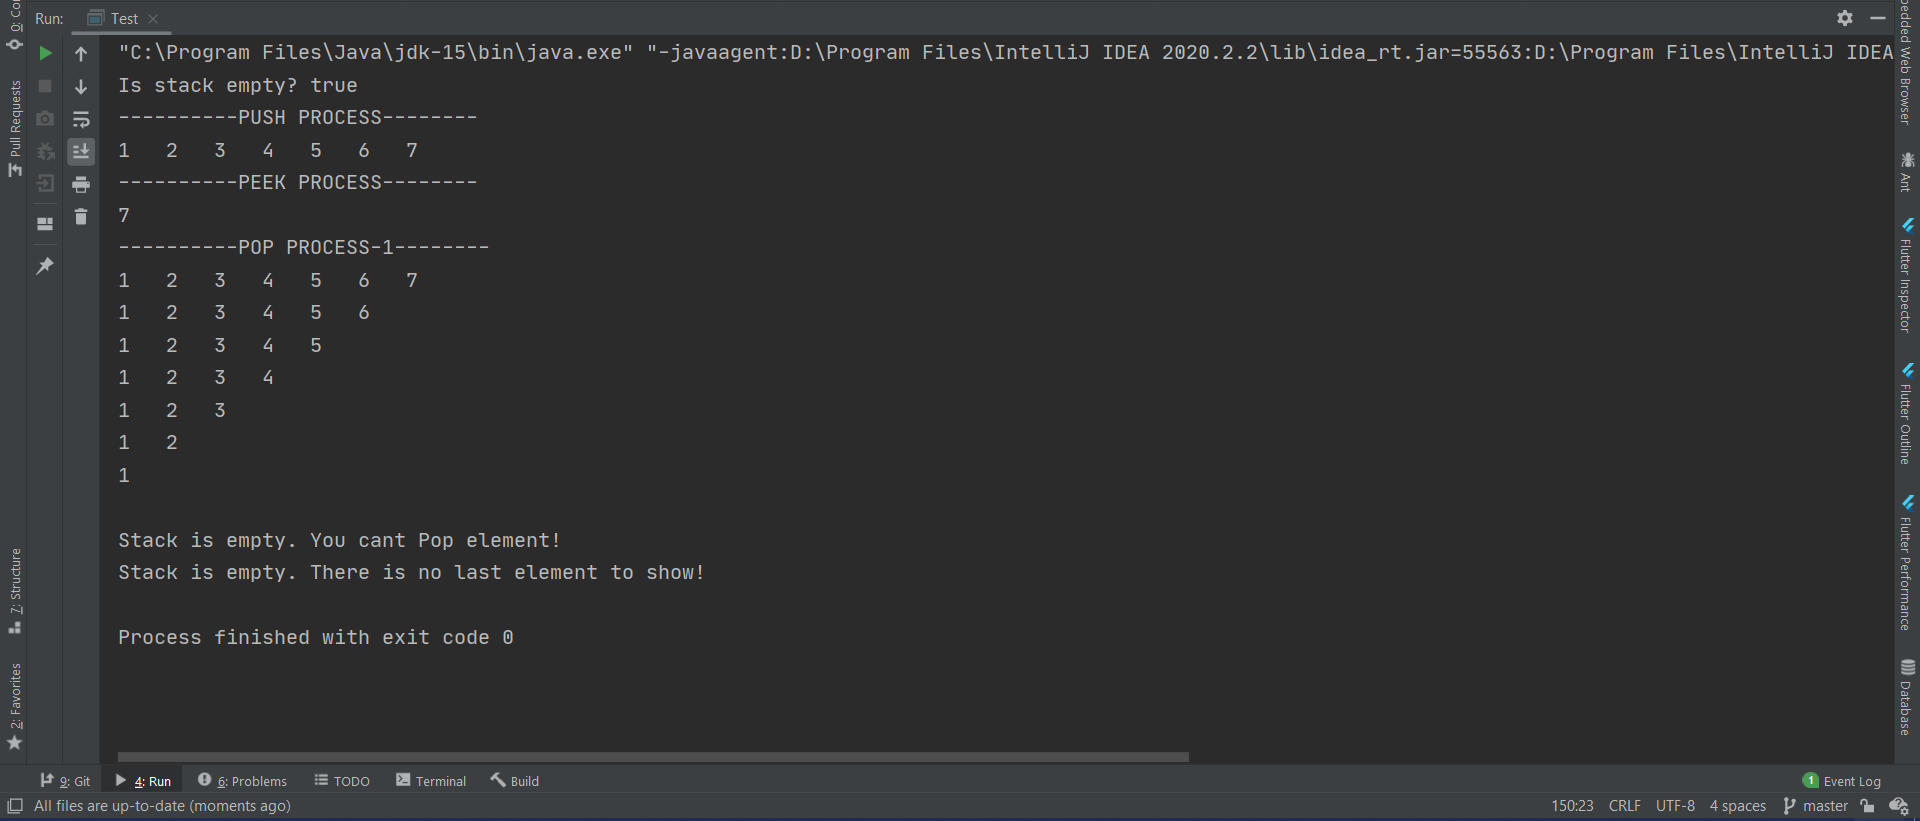 Run: Test
"C:\Program Files\Java\jdk-15\bin\java.exe" "-javaagent:D:\Program Files\IntelliJ IDEA 2020.2.2\lib\idea_rt.jar=55563:D:\Program Files\IntelliJ IDEA
Is stack empty? true
----------PUSH PROCESS--------
1 2 3 4 5 6 7
----------PEEK PROCESS--------
7
----------POP PROCESS-1--------
1 2 3 4 5 6 7
1 2 3 4 5 6
1 2 3 4 5
1 2 3 4
1 2 3
1 2
1
Stack is empty. You cant Pop element!
Stack is empty. There is no last element to show!
Process finished with exit code 0
Pull Requests
7: Structure
2: Favorites
Web Browser
Ant
Flutter Inspector
Flutter Outline
Flutter Performance
Database
9: Git 4: Run 6: Problems TODO Terminal Build 1 Event Log
All files are up-to-date (moments ago) 150:23 CRLF UTF-8 4 spaces master